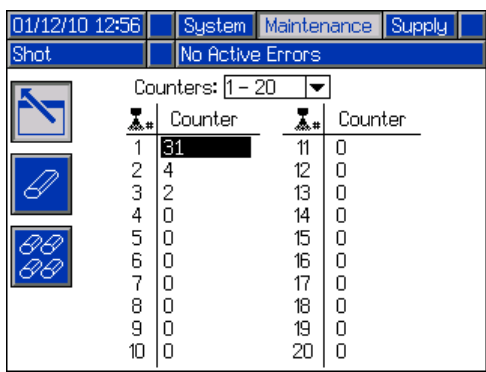 01/12/10 12:56 System Maintenance Supply
Shot No Active Errors
Counters: 1 - 20
# Counter # Counter
1 31 11 0
2 4 12 0
3 2 13 0
4 0 14 0
5 0 15 0
6 0 16 0
7 0 17 0
8 0 18 0
9 0 19 0
10 0 20 0